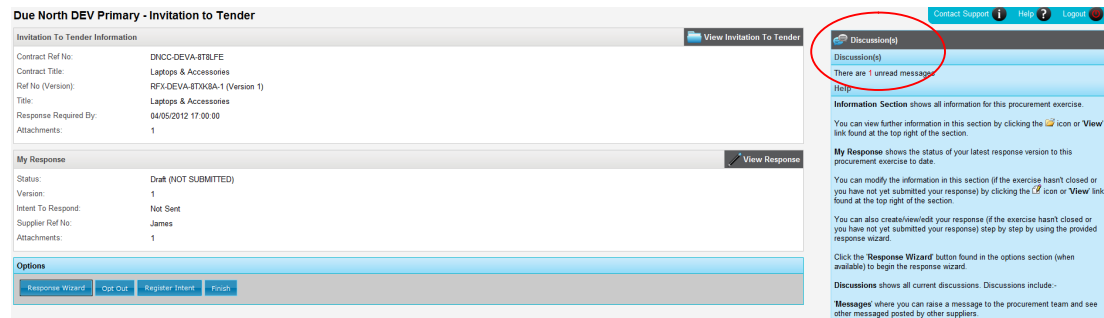 Due North DEV Primary - Invitation to Tender
Contact Support Help Logout
Invitation To Tender Information
View Invitation To Tender
Contract Ref No: DNCC-DEVA-8T8LFE
Contract Title: Laptops & Accessories
Ref No (Version): RFX-DEVA-8TXK8A-1 (Version 1)
Title: Laptops & Accessories
Response Required By: 04/05/2012 17:00:00
Attachments: 1
My Response
View Response
Status: Draft (NOT SUBMITTED)
Version: 1
Intent To Respond: Not Sent
Supplier Ref No: James
Attachments: 1
Options
Response Wizard Opt Out Register Intent Finish
Discussion(s)
Discussion(s)
There are 1 unread messages
Help
Information Section shows all information for this procurement exercise.
You can view further information in this section by clicking the icon or 'View'
link found at the top right of the section.
My Response shows the status of your latest response version to this
procurement exercise to date.
You can modify the information in this section (if the exercise hasn't closed or
you have not yet submitted your response) by clicking the icon or 'View' link
found at the top right of the section.
You can also create/view/edit your response (if the exercise hasn't closed or
you have not yet submitted your response) step by step by using the provided
response wizard.
Click the 'Response Wizard' button found in the options section (when
available) to begin the response wizard.
Discussions shows all current discussions. Discussions include:-
'Messages' where you can raise a message to the procurement team and see
other messages posted by other suppliers.